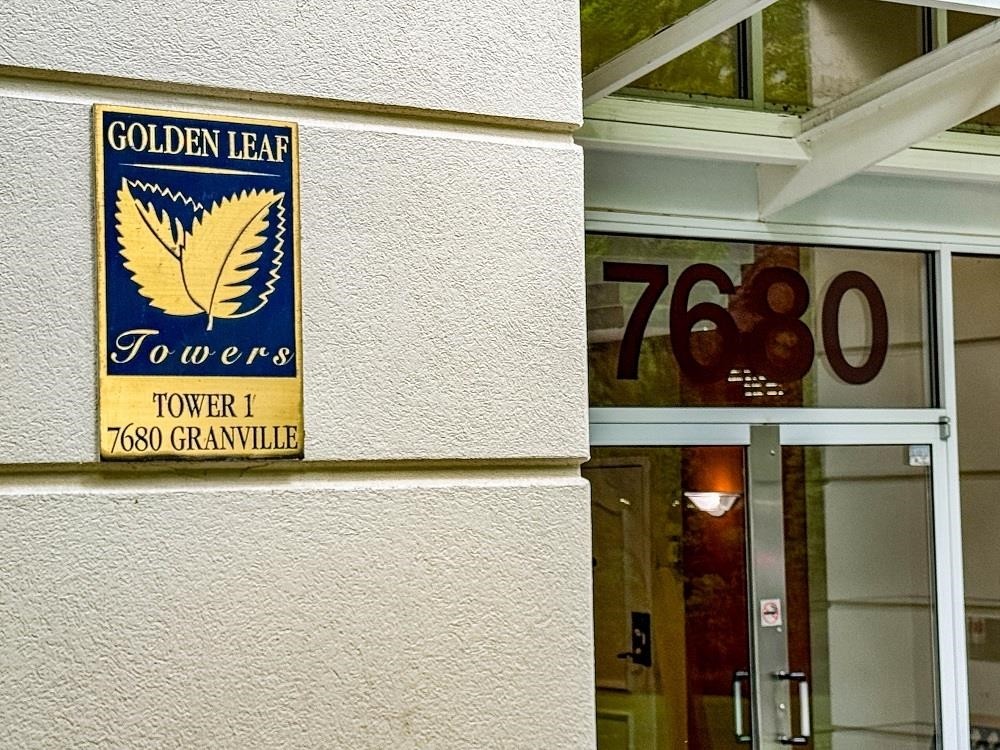 GOLDEN LEAF
Towers
TOWER 1
7680 GRANVILLE
7680